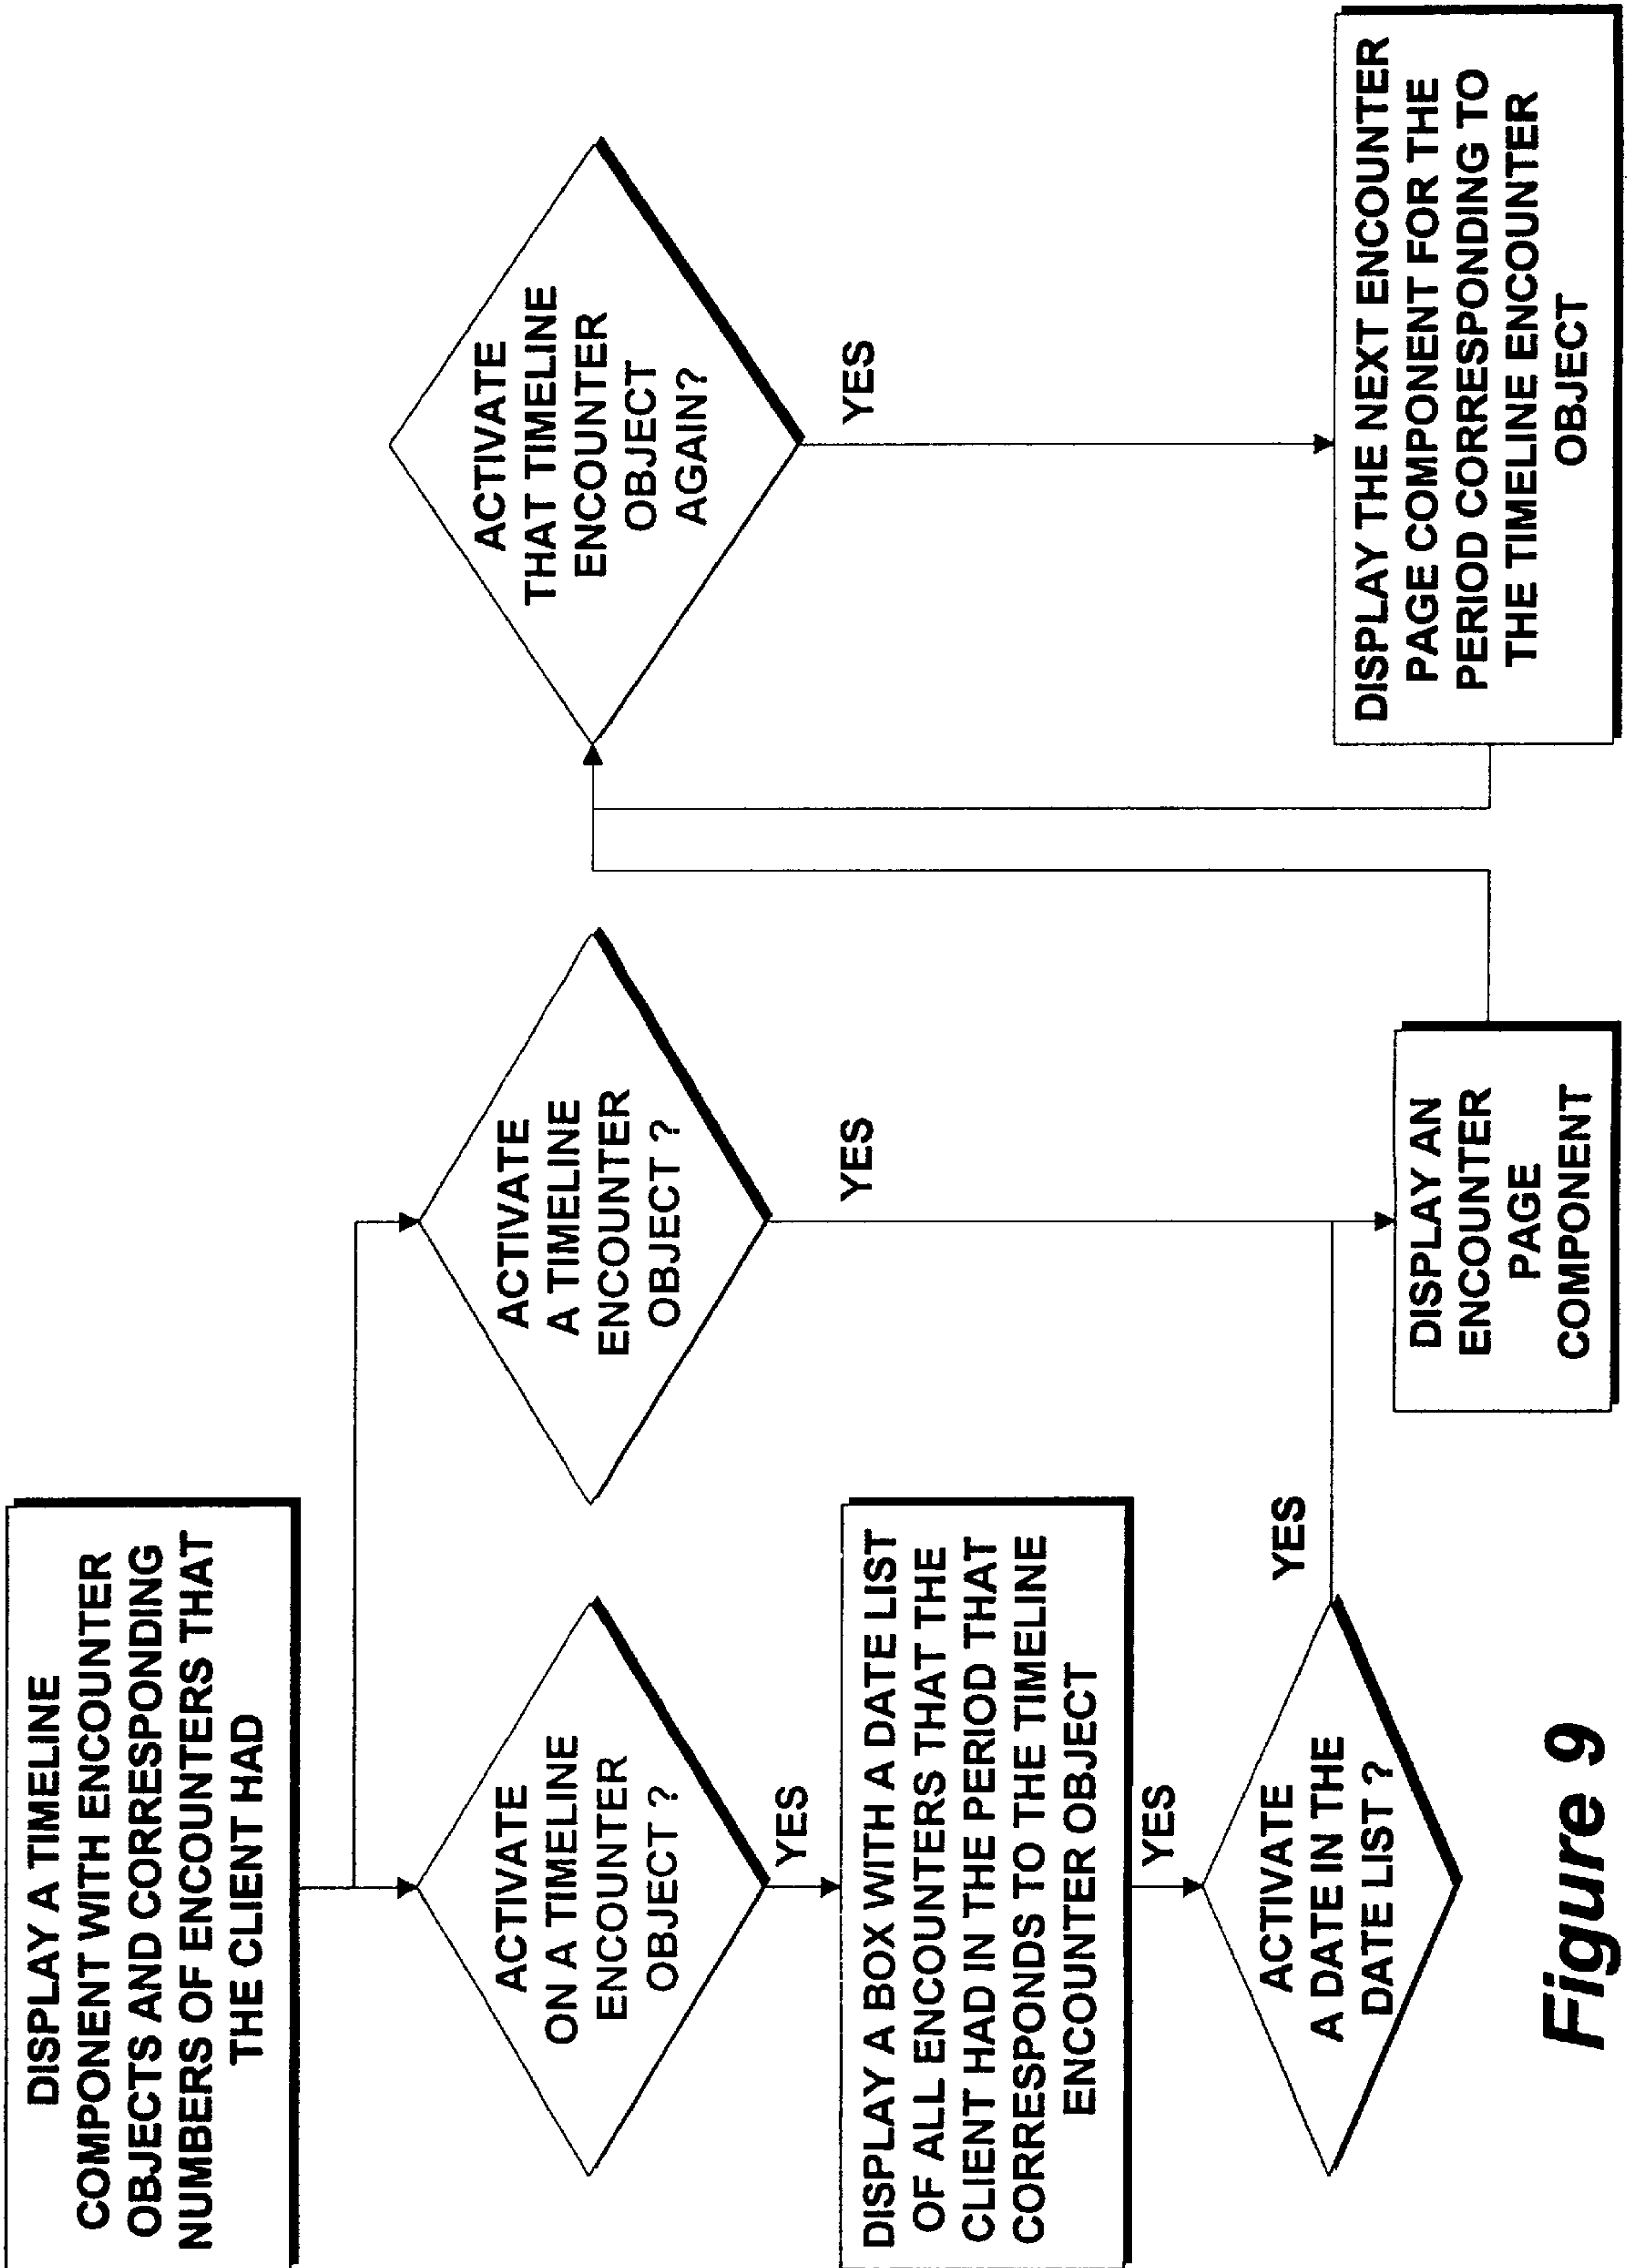 DISPLAY A TIMELINE
COMPONENT WITH ENCOUNTER
OBJECTS AND CORRESPONDING
NUMBERS OF ENCOUNTERS THAT
THE CLIENT HAD
ACTIVATE
ON A TIMELINE
ENCOUNTER
OBJECT ?
YES
DISPLAY A BOX WITH A DATE LIST
OF ALL ENCOUNTERS THAT THE
CLIENT HAD IN THE PERIOD THAT
CORRESPONDS TO THE TIMELINE
ENCOUNTER OBJECT
YES
ACTIVATE
A DATE IN THE
DATE LIST ?
YES
ACTIVATE
A TIMELINE
ENCOUNTER
OBJECT ?
YES
DISPLAY AN
ENCOUNTER
PAGE
COMPONENT
ACTIVATE
THAT TIMELINE
ENCOUNTER
OBJECT
AGAIN?
YES
DISPLAY THE NEXT ENCOUNTER
PAGE COMPONENT FOR THE
PERIOD CORRESPONDING TO
THE TIMELINE ENCOUNTER
OBJECT
Figure 9